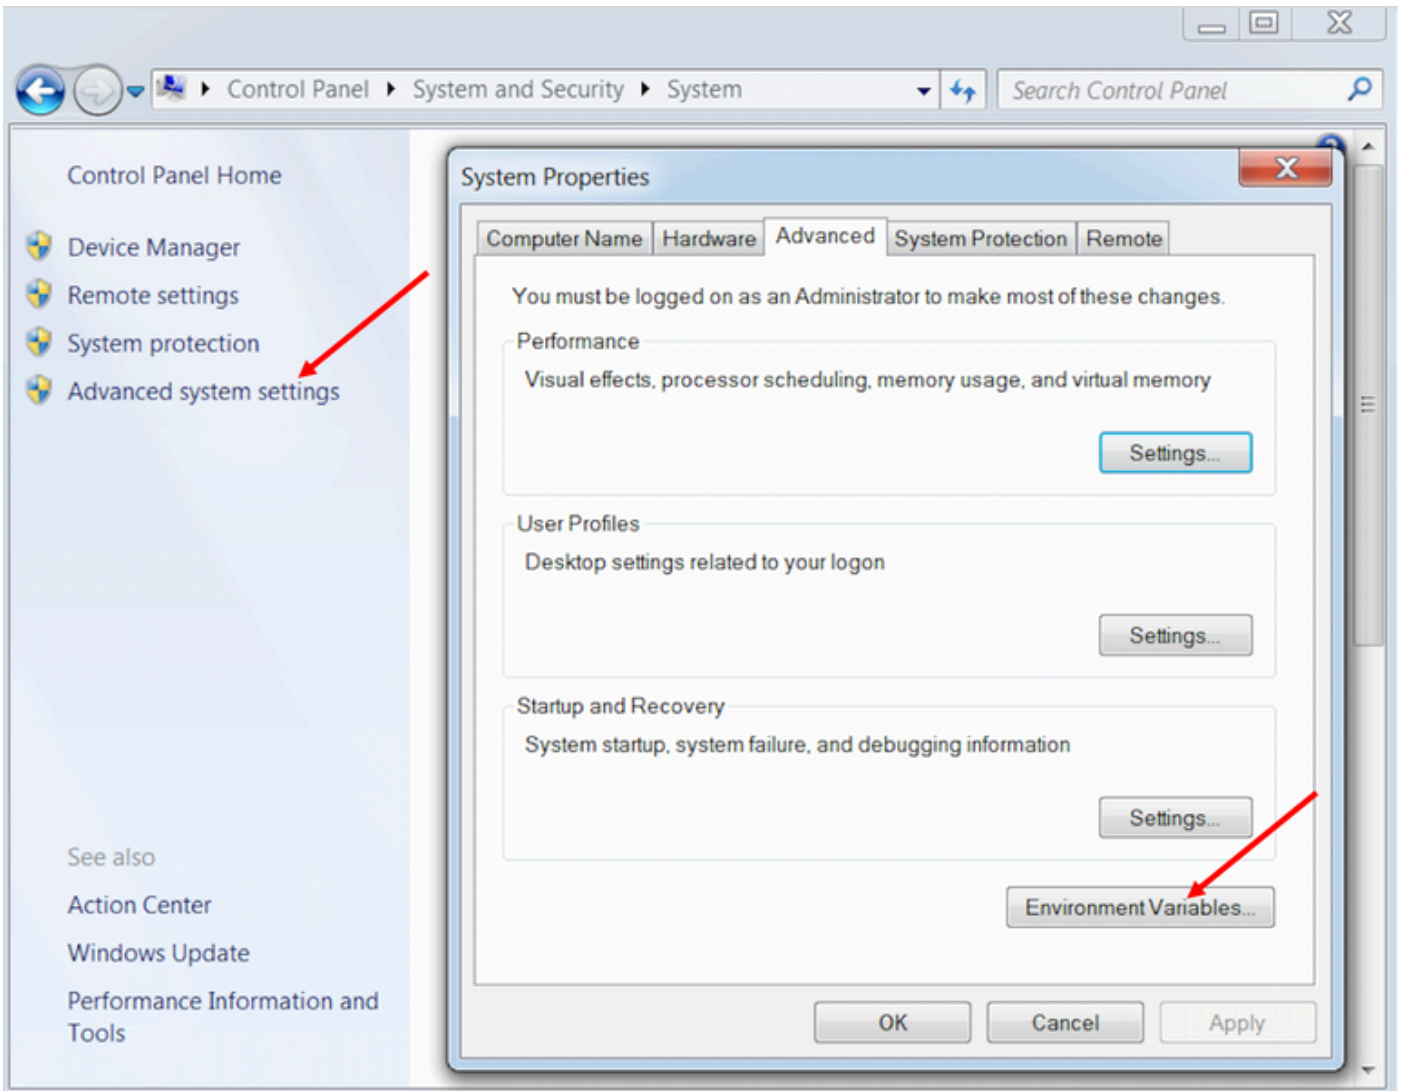 Control Panel System and Security System
Search Control Panel
Control Panel Home
Device Manager
Remote settings
System protection
Advanced system settings
See also
Action Center
Windows Update
Performance Information and
Tools
System Properties
Computer Name Hardware Advanced System Protection Remote
You must be logged on as an Administrator to make most of these changes.
Performance
Visual effects, processor scheduling, memory usage, and virtual memory
Settings...
User Profiles
Desktop settings related to your logon
Settings...
Startup and Recovery
System startup, system failure, and debugging information
Settings...
Environment Variables...
OK Cancel Apply